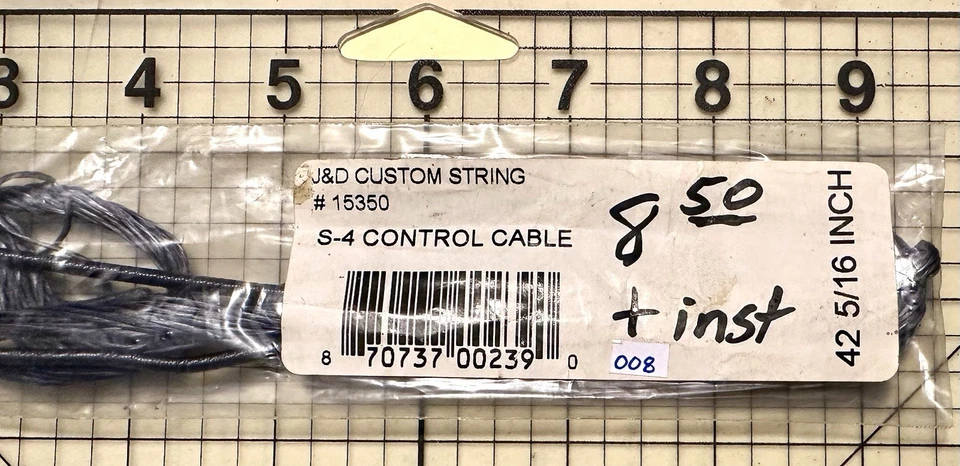 3 4 5 6 7 8 9
J&D CUSTOM STRING
# 15350
S-4 CONTROL CABLE
8 70737 00239 0
8 50
+ inst
008
42 5/16 INCH